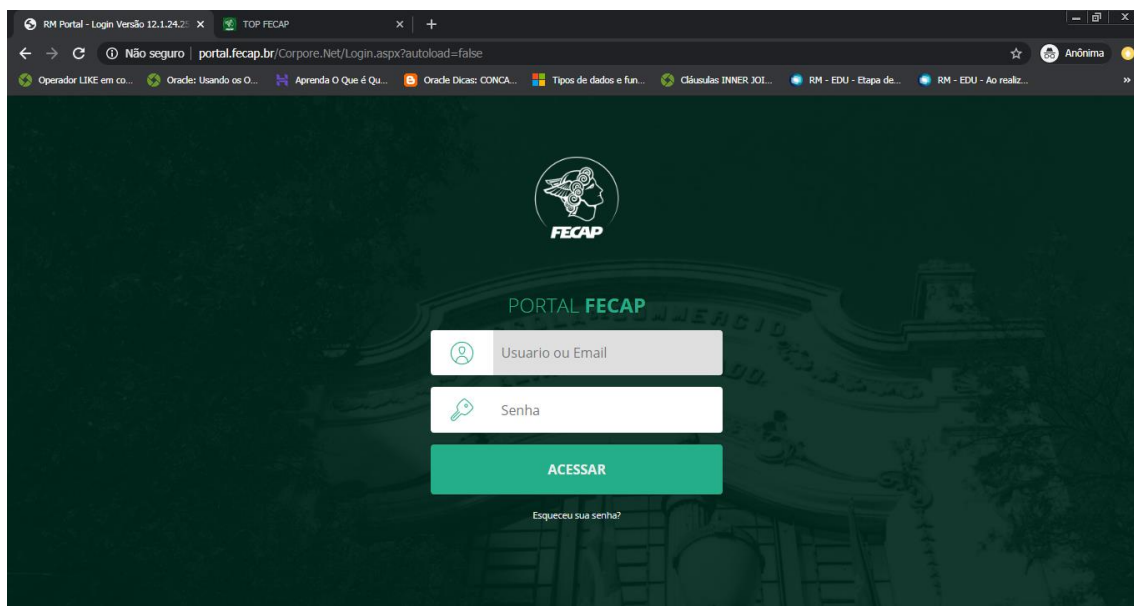 RM Portal - Login Versão 12.1.24.25
TOP FECAP
Não seguro | portal.fecap.br/Corpore.Net/Login.aspx?autoload=false
Anônima
Operador LIKE em co...
Oracle: Usando os O...
Aprenda O Que é Qu...
Oracle Dicas: CONCA...
Tipos de dados e fun...
Cláusulas INNER JOI...
RM - EDU - Etapa de...
RM - EDU - Ao realiz...
FECAP
PORTAL FECAP
Usuario ou Email
Senha
ACESSAR
Esqueceu sua senha?